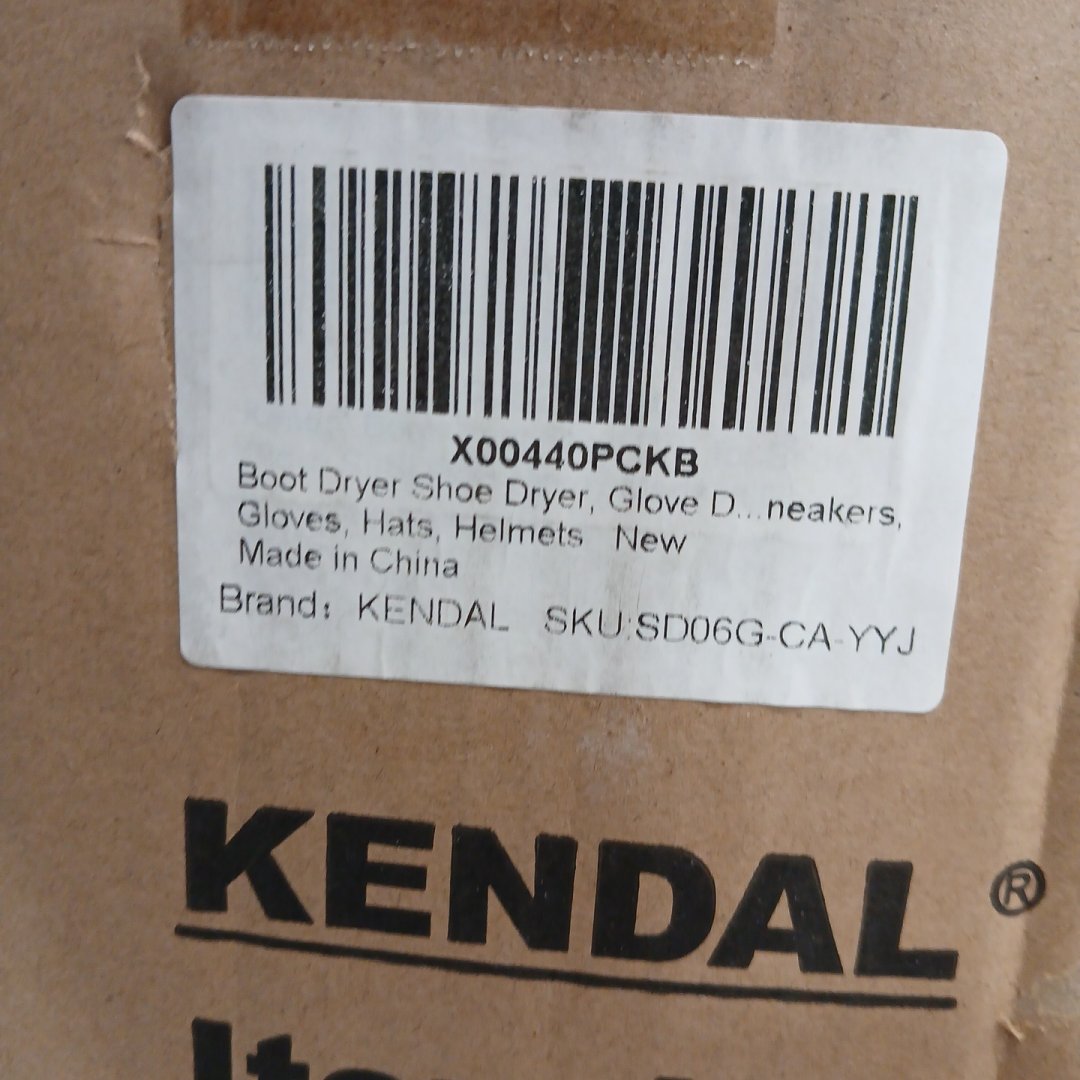 X00440PCKB
Boot Dryer Shoe Dryer, Glove D...neakers,
Gloves, Hats, Helmets New
Made in China
Brand: KENDAL SKU:SD06G-CA-YYJ
KENDAL®